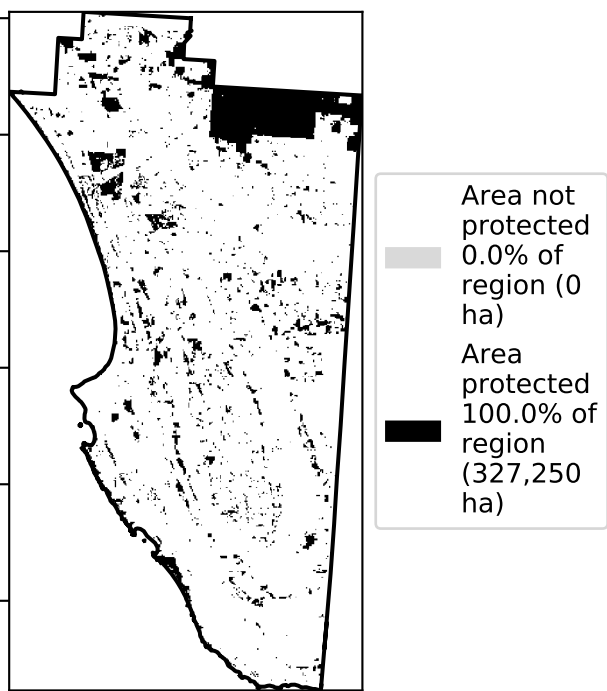 Area not
protected
0.0% of
region (0
ha)
Area
protected
100.0% of
region
(327,250
ha)